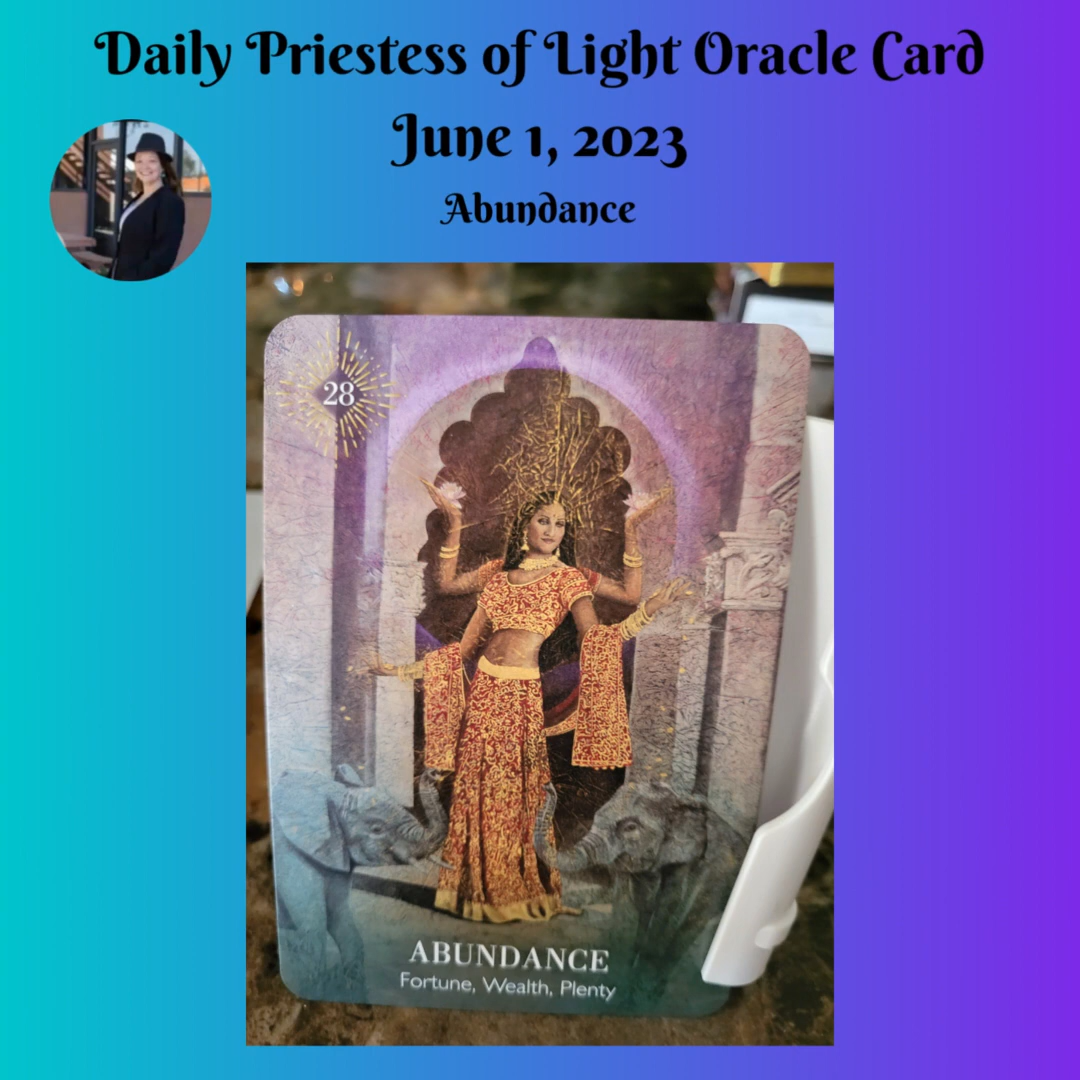 Daily Priestess of Light Oracle Card
June 1, 2023
Abundance
28
ABUNDANCE
Fortune, Wealth, Plenty